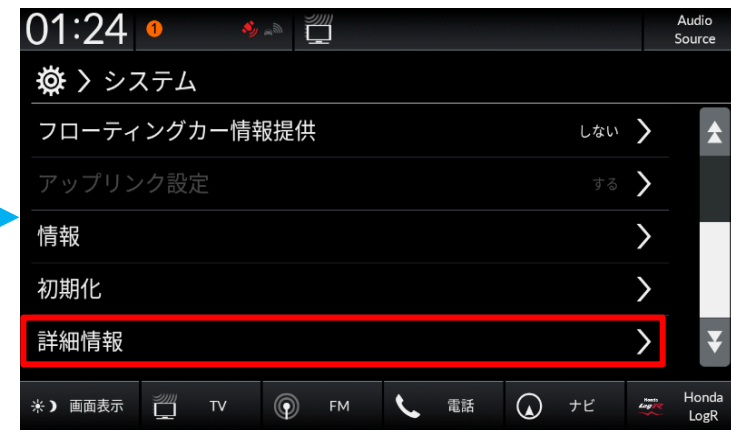 01:24
1
Audio
Source
システム
フローティングカー情報提供 しない
アップリンク設定 する
情報
初期化
詳細情報
画面表示 TV FM 電話 ナビ Honda
LogR